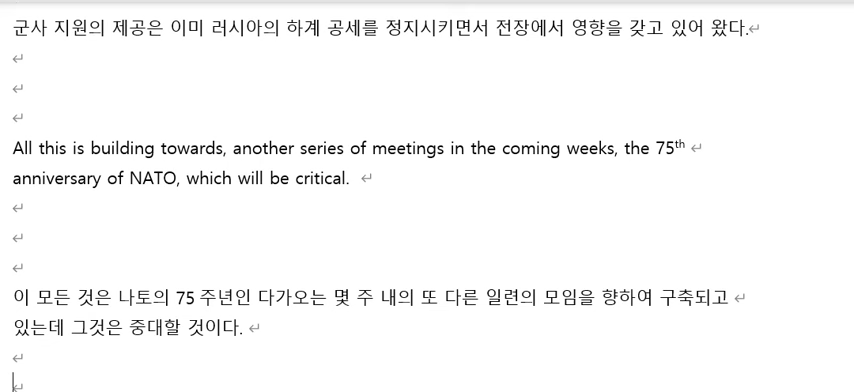 군사 지원의 제공은 이미 러시아의 하계 공세를 정지시키면서 전장에서 영향을 갖고 있어 왔다.
All this is building towards, another series of meetings in the coming weeks, the 75th
anniversary of NATO, which will be critical.
이 모든 것은 나토의 75주년인 다가오는 몇 주 내의 또 다른 일련의 모임을 향하여 구축되고
있는데 그것은 중대할 것이다.